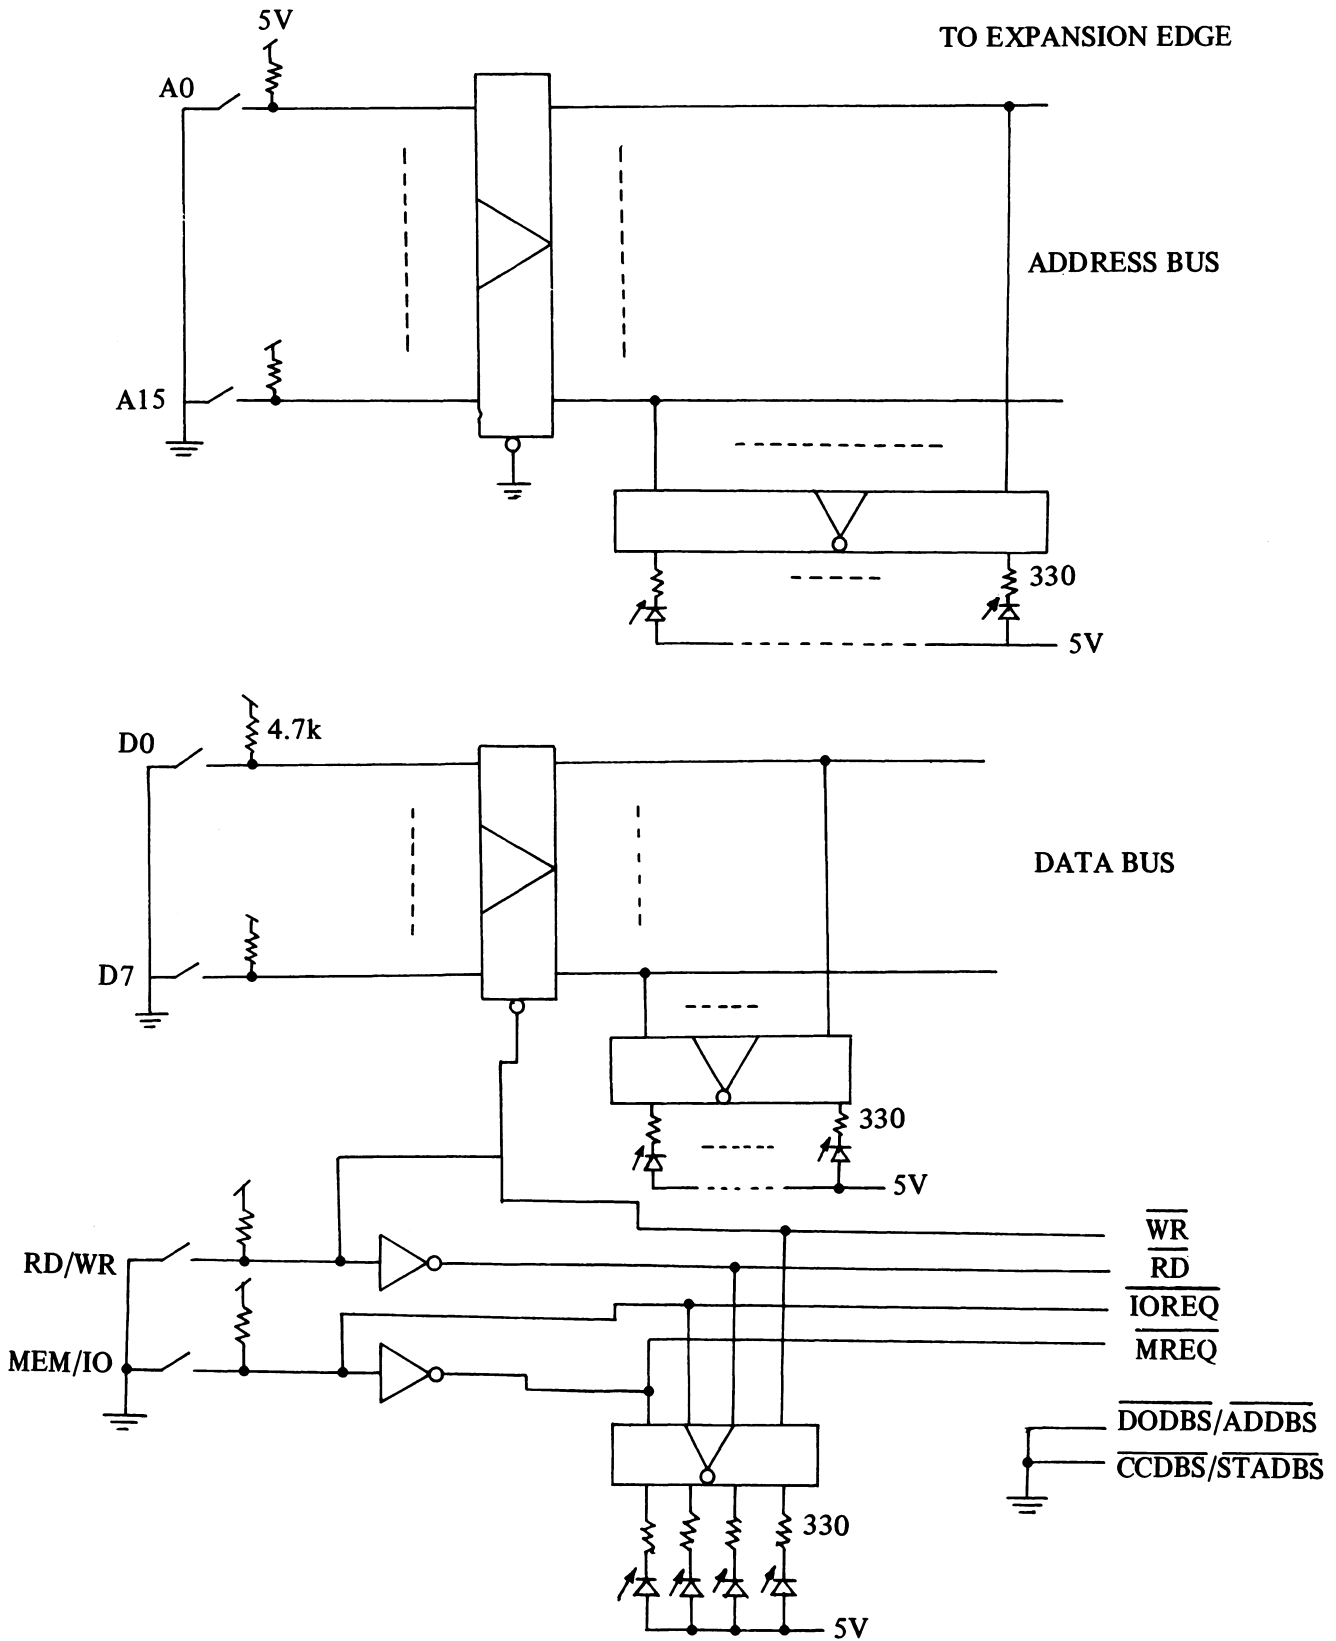 5V
TO EXPANSION EDGE
A0
ADDRESS BUS
A15
330
5V
4.7k
D0
DATA BUS
D7
330
5V
WR
RD/WR
RD
IOREQ
MREQ
MEM/IO
DODBS/ADDBS
CCDBS/STADBS
330
5V